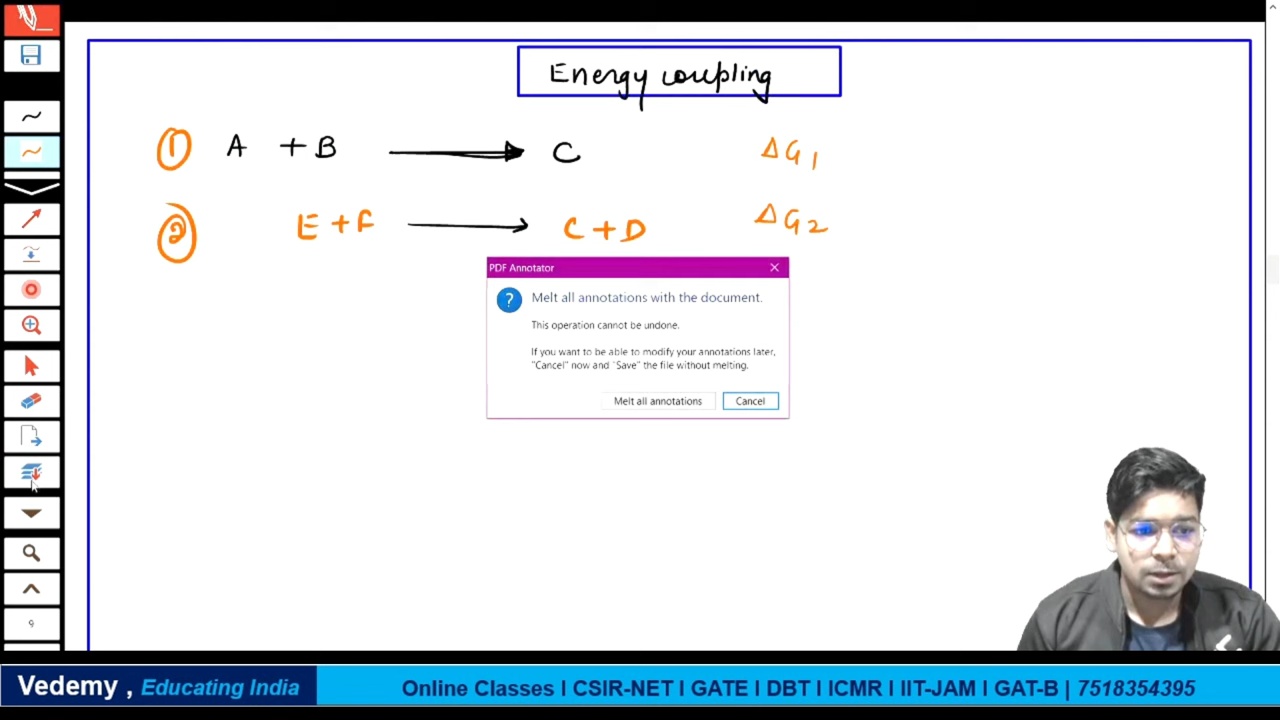 Energy coupling
① A + B → C ΔG1
② E + F → C + D ΔG2
PDF Annotator
Melt all annotations with the document.
This operation cannot be undone.
If you want to be able to modify your annotations later,
"Cancel" now and "Save" the file without melting.
Melt all annotations Cancel
9
Vedemy , Educating India
Online Classes I CSIR-NET I GATE I DBT I ICMR I IIT-JAM I GAT-B | 7518354395